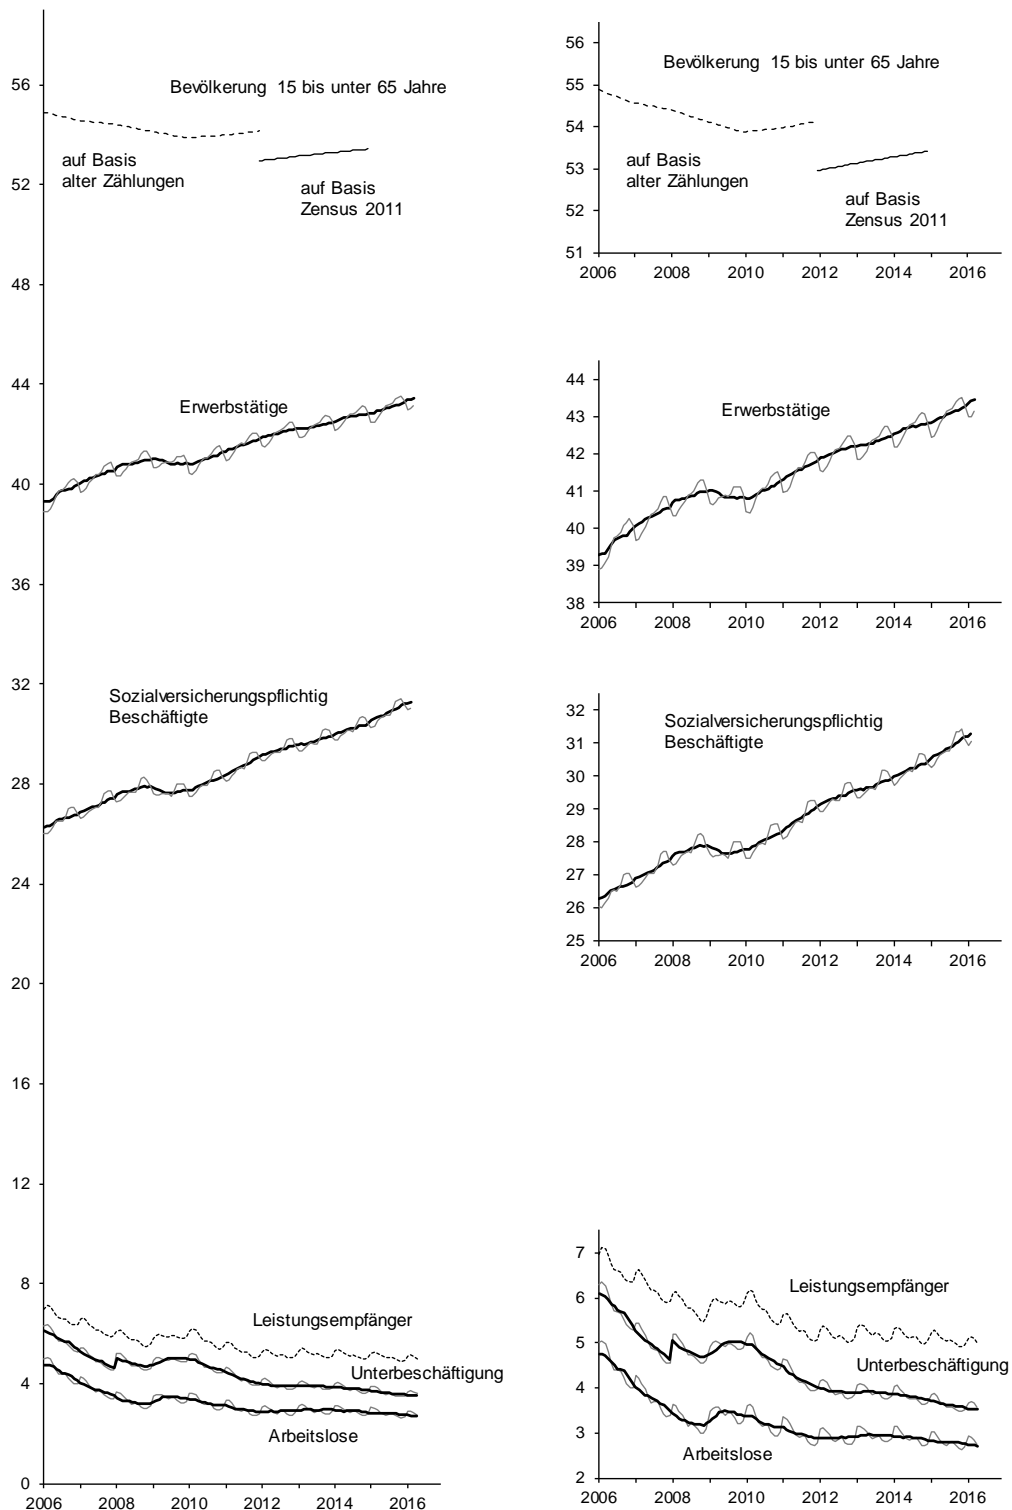 56
52
48
44
40
36
32
28
24
20
16
12
8
4
0
Bevölkerung 15 bis unter 65 Jahre
auf Basis
alter Zählungen
auf Basis
Zensus 2011
Erwerbstätige
Sozialversicherungspflichtig
Beschäftigte
Leistungsempfänger
Unterbeschäftigung
Arbeitslose
2006 2008 2010 2012 2014 2016
56
55
54
53
52
51
Bevölkerung 15 bis unter 65 Jahre
auf Basis
alter Zählungen
auf Basis
Zensus 2011
2006 2008 2010 2012 2014 2016
44
43
42
41
40
39
38
Erwerbstätige
2006 2008 2010 2012 2014 2016
32
31
30
29
28
27
26
25
Sozialversicherungspflichtig
Beschäftigte
2006 2008 2010 2012 2014 2016
7
6
5
4
3
2
Leistungsempfänger
Unterbeschäftigung
Arbeitslose
2006 2008 2010 2012 2014 2016